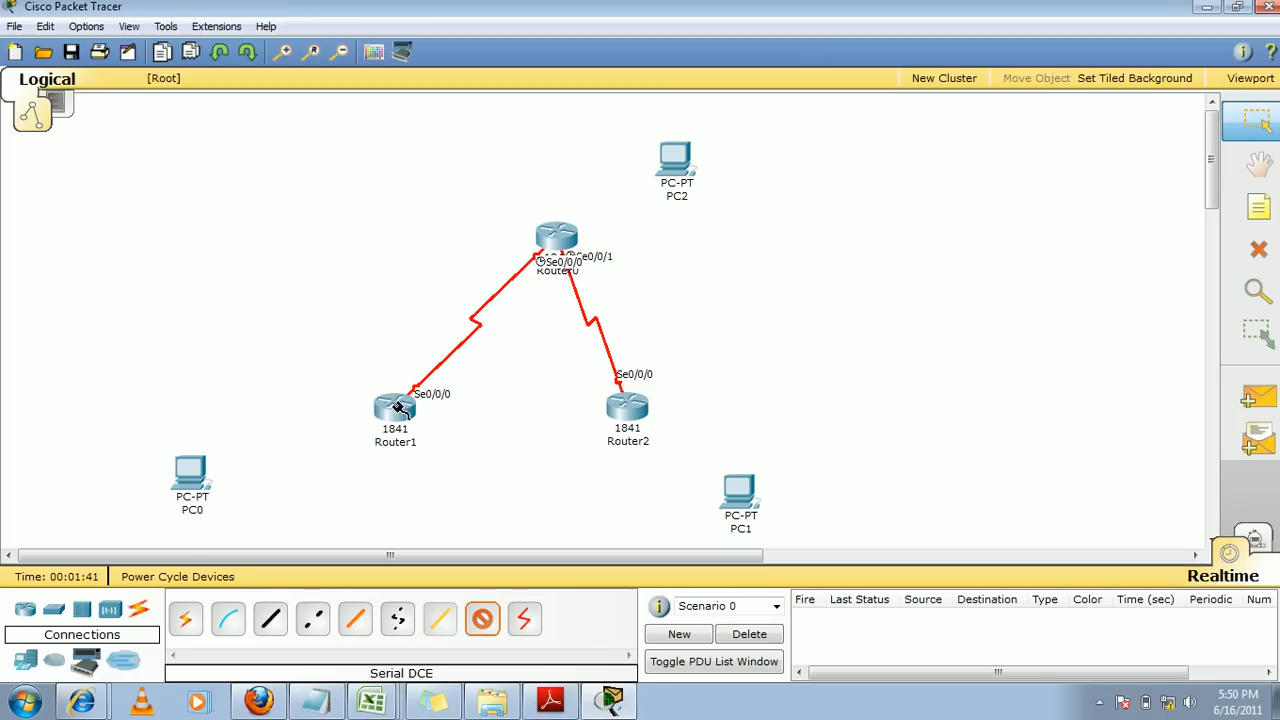 Cisco Packet Tracer
File Edit Options View Tools Extensions Help
Logical [Root] New Cluster Move Object Set Tiled Background Viewport
PC-PT
PC2
Se0/0/1
Se0/0/0
Router0
Se0/0/0
Se0/0/0
1841
Router1
1841
Router2
PC-PT
PC0
PC-PT
PC1
Time: 00:01:41 Power Cycle Devices Realtime
Connections
Serial DCE
Scenario 0
New Delete
Toggle PDU List Window
Fire Last Status Source Destination Type Color Time (sec) Periodic Num
5:50 PM
6/16/2011